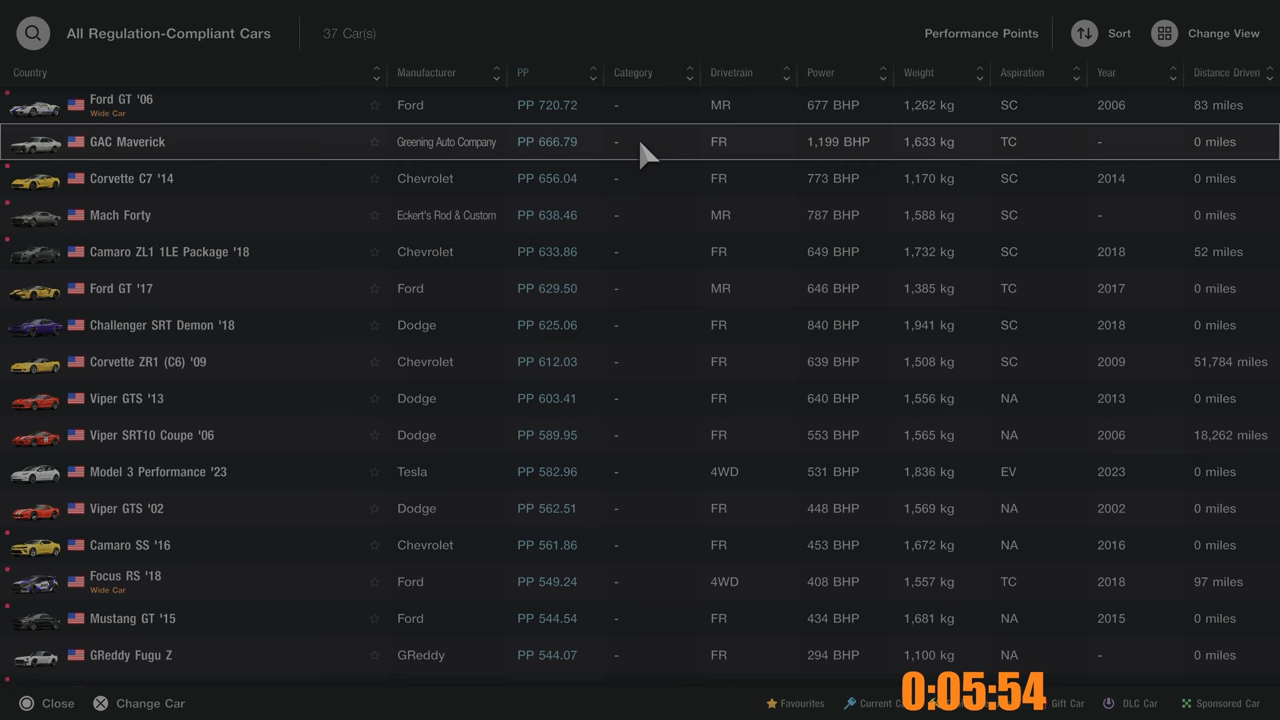 All Regulation-Compliant Cars 37 Car(s) Performance Points Sort Change View
Country Manufacturer PP Category Drivetrain Power Weight Aspiration Year Distance Driven
Ford GT '06 Ford PP 720.72 - MR 677 BHP 1,262 kg SC 2006 83 miles
Wide Car
GAC Maverick Greening Auto Company PP 666.79 - FR 1,199 BHP 1,633 kg TC - 0 miles
Corvette C7 '14 Chevrolet PP 656.04 - FR 773 BHP 1,170 kg SC 2014 0 miles
Mach Forty Eckert's Rod & Custom PP 638.46 - MR 787 BHP 1,588 kg SC - 0 miles
Camaro ZL1 1LE Package '18 Chevrolet PP 633.86 - FR 649 BHP 1,732 kg SC 2018 52 miles
Ford GT '17 Ford PP 629.50 - MR 646 BHP 1,385 kg TC 2017 0 miles
Challenger SRT Demon '18 Dodge PP 625.06 - FR 840 BHP 1,941 kg SC 2018 0 miles
Corvette ZR1 (C6) '09 Chevrolet PP 612.03 - FR 639 BHP 1,508 kg SC 2009 51,784 miles
Viper GTS '13 Dodge PP 603.41 - FR 640 BHP 1,556 kg NA 2013 0 miles
Viper SRT10 Coupe '06 Dodge PP 589.95 - FR 553 BHP 1,565 kg NA 2006 18,262 miles
Model 3 Performance '23 Tesla PP 582.96 - 4WD 531 BHP 1,836 kg EV 2023 0 miles
Viper GTS '02 Dodge PP 562.51 - FR 448 BHP 1,569 kg NA 2002 0 miles
Camaro SS '16 Chevrolet PP 561.86 - FR 453 BHP 1,672 kg NA 2016 0 miles
Focus RS '18 Ford PP 549.24 - 4WD 408 BHP 1,557 kg TC 2018 97 miles
Wide Car
Mustang GT '15 Ford PP 544.54 - FR 434 BHP 1,681 kg NA 2015 0 miles
GReddy Fugu Z GReddy PP 544.07 - FR 294 BHP 1,100 kg NA - 0 miles
Close Change Car 0:05:54 Favourites Current Gift Car DLC Car Sponsored Car